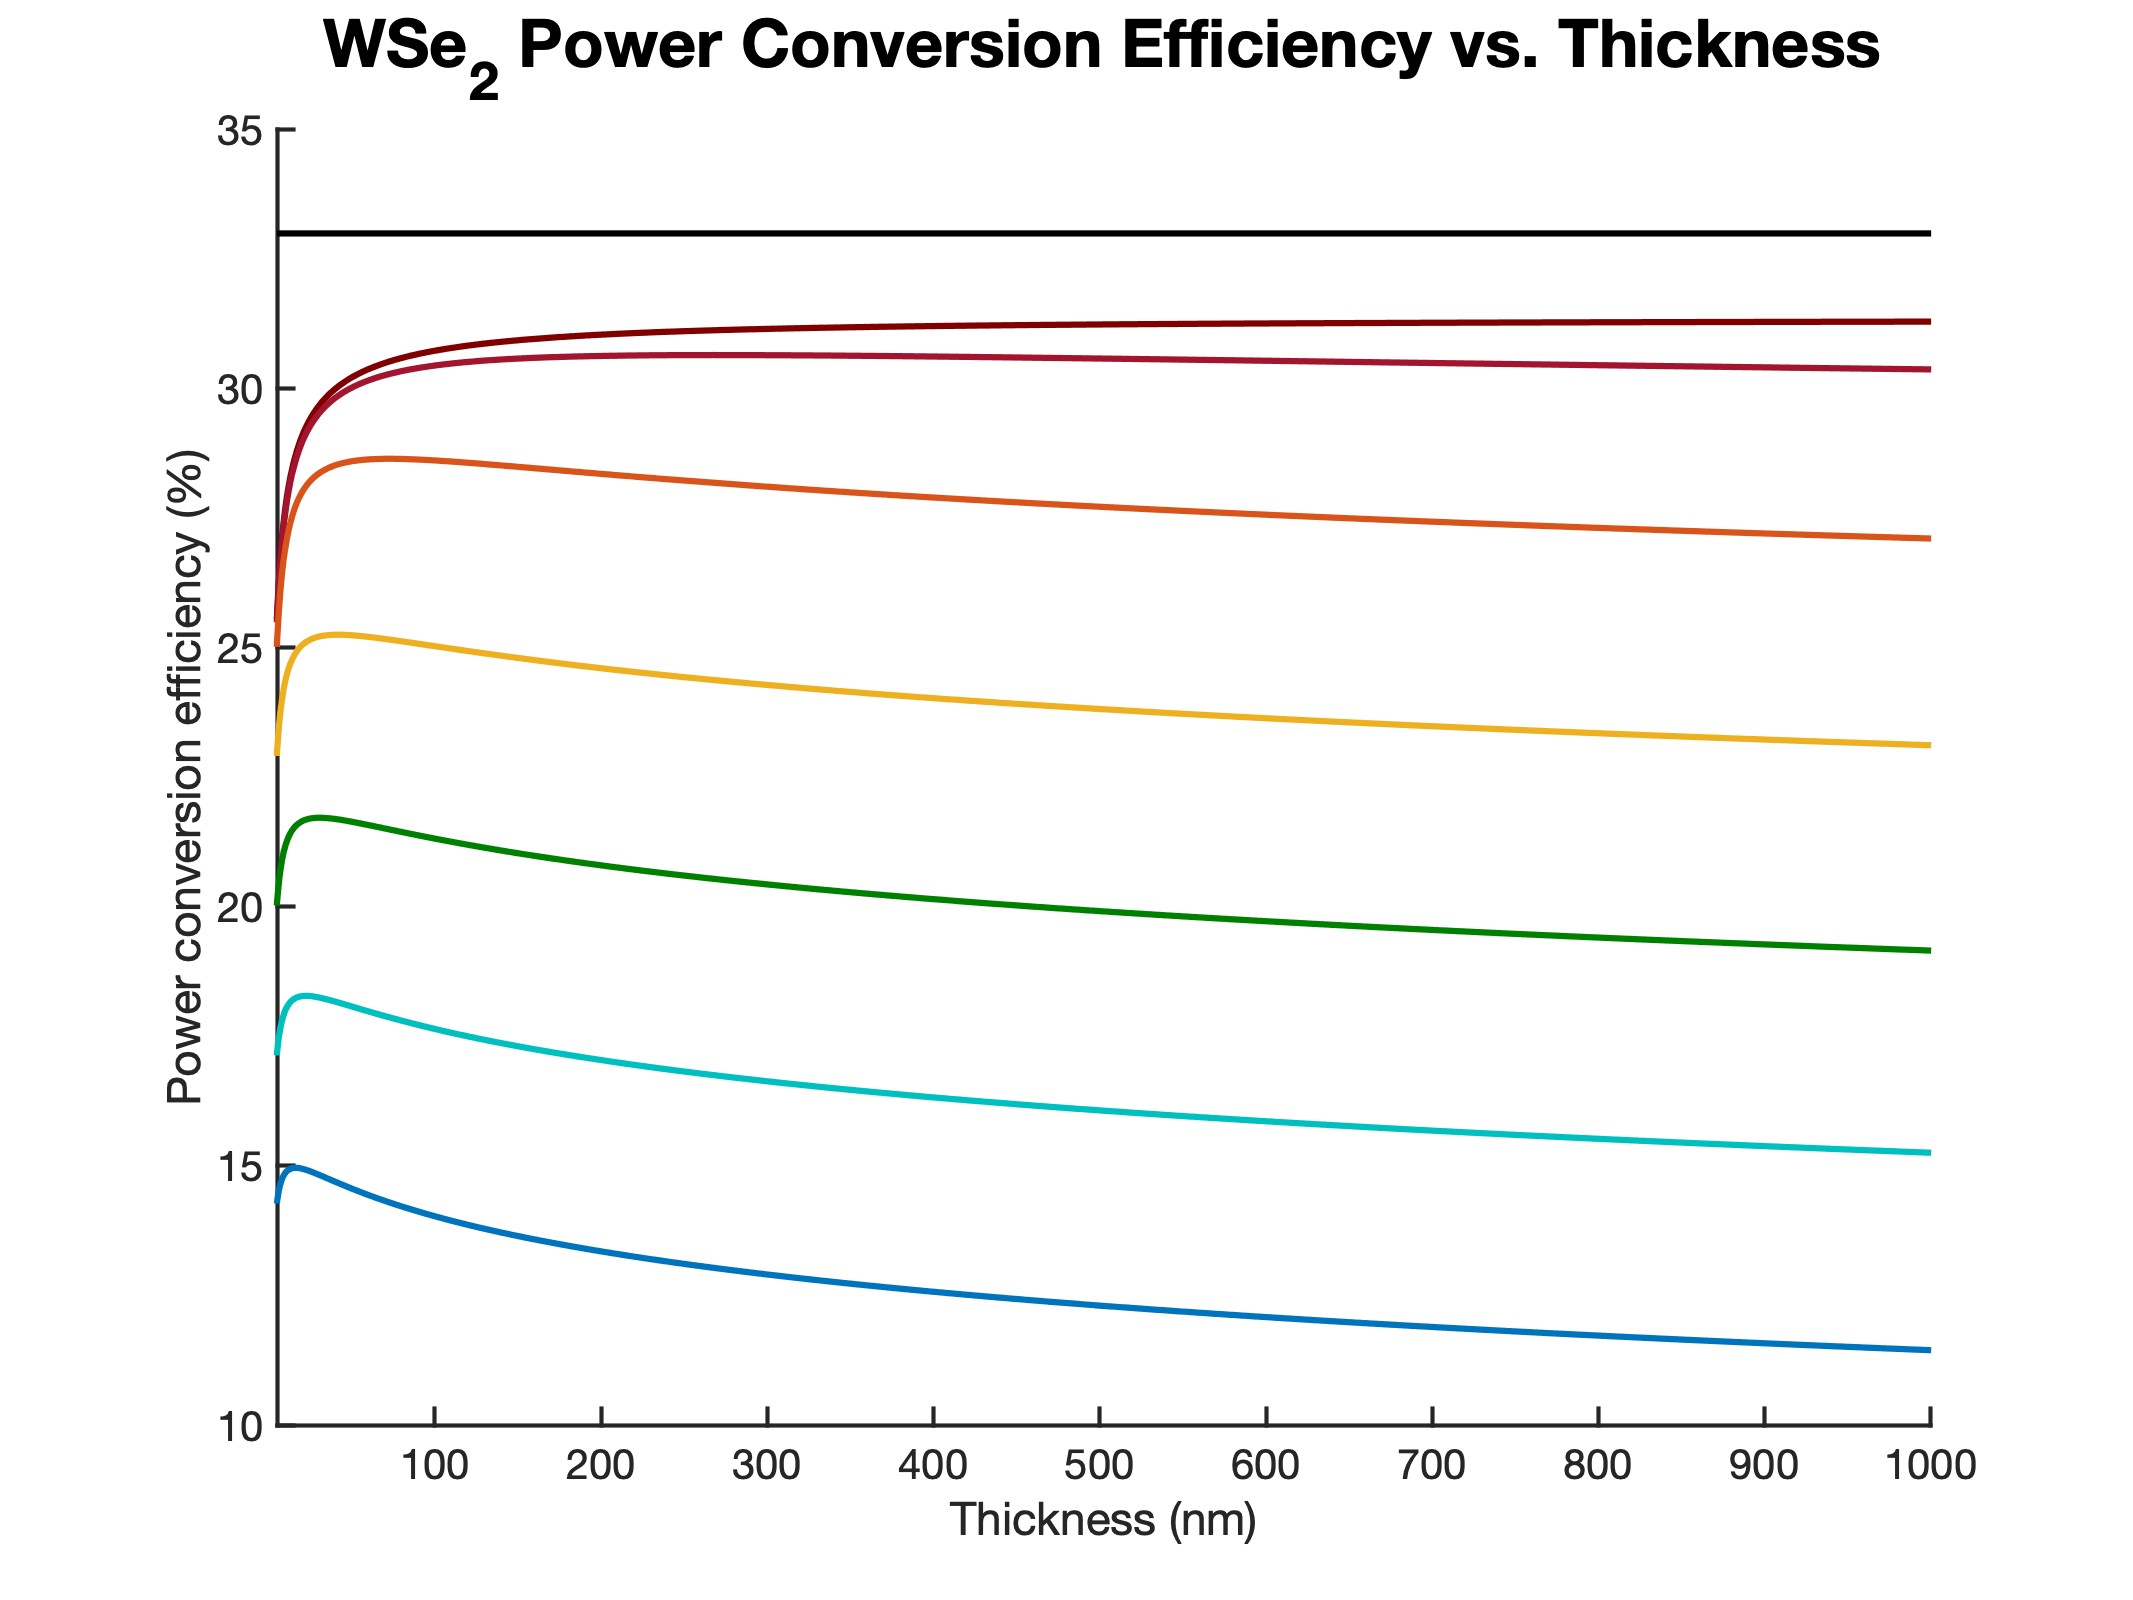 WSe2 Power Conversion Efficiency vs. Thickness
35
30
25
20
15
10
Power conversion efficiency (%)
100 200 300 400 500 600 700 800 900 1000
Thickness (nm)